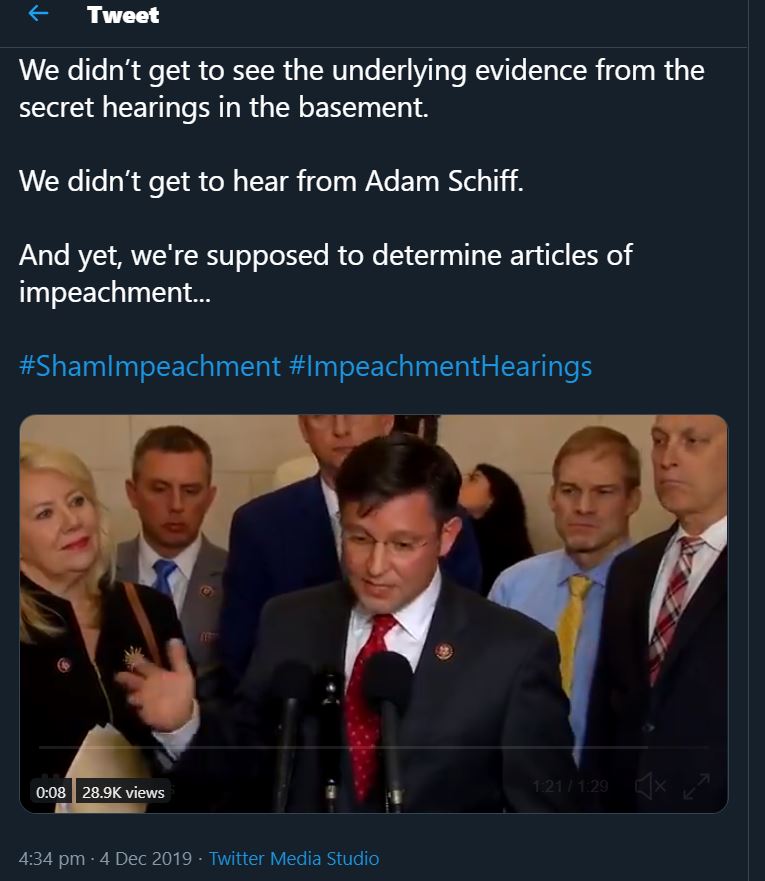 Tweet
We didn’t get to see the underlying evidence from the
secret hearings in the basement.
We didn’t get to hear from Adam Schiff.
And yet, we're supposed to determine articles of
impeachment...
#ShamImpeachment #ImpeachmentHearings
1:21 / 1:29
0:08 28.9K views
4:34 pm · 4 Dec 2019 · Twitter Media Studio